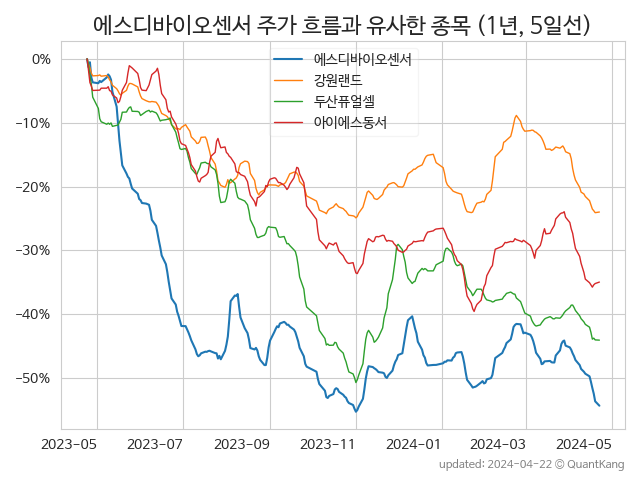 에스디바이오센서 주가 흐름과 유사한 종목 (1년, 5일선)
에스디바이오센서
강원랜드
두산퓨얼셀
아이에스동서
0%
−10%
−20%
−30%
−40%
−50%
2023-05 2023-07 2023-09 2023-11 2024-01 2024-03 2024-05
updated: 2024-04-22 © QuantKang